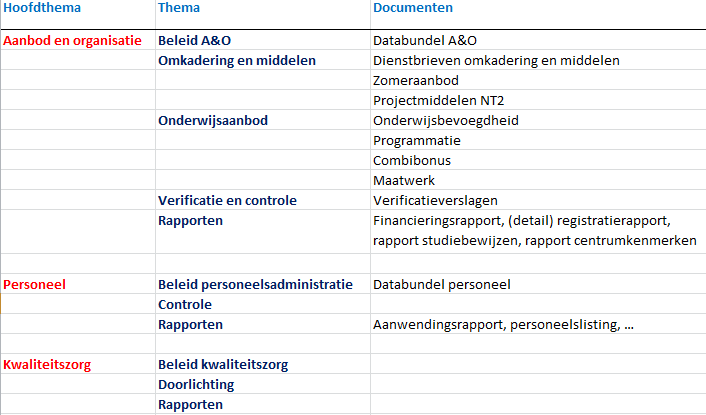 Hoofdthema Thema Documenten
Aanbod en organisatie Beleid A&O Databundel A&O
Omkadering en middelen Dienstbrieven omkadering en middelen
Zomeraanbod
Projectmiddelen NT2
Onderwijsaanbod Onderwijsbevoegdheid
Programmatie
Combibonus
Maatwerk
Verificatie en controle Verificatieverslagen
Rapporten Financieringsrapport, (detail) registratierapport,
rapport studiebewijzen, rapport centrumkenmerken
Personeel Beleid personeelsadministratie Databundel personeel
Controle
Rapporten Aanwendingsrapport, personeelslisting, ...
Kwaliteitszorg Beleid kwaliteitszorg
Doorlichting
Rapporten